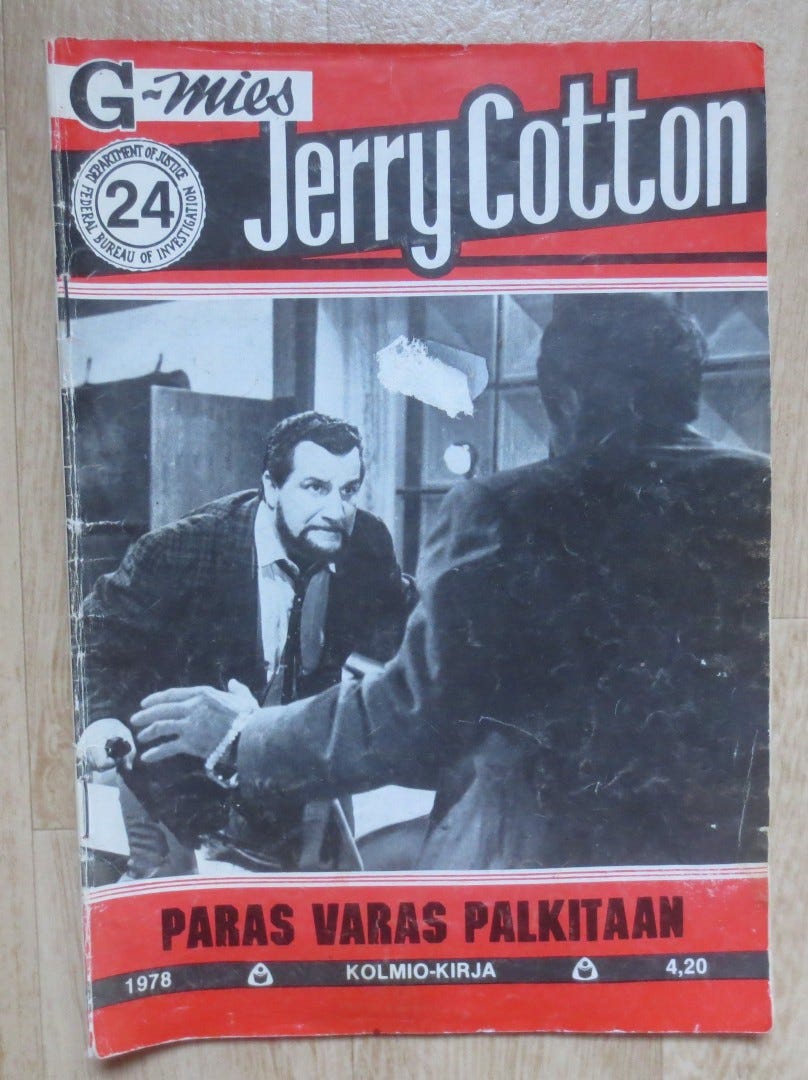 G-mies
Jerry Cotton
DEPARTMENT OF JUSTICE
24
FEDERAL BUREAU OF INVESTIGATION
PARAS VARAS PALKITAAN
1978 KOLMIO-KIRJA 4,20